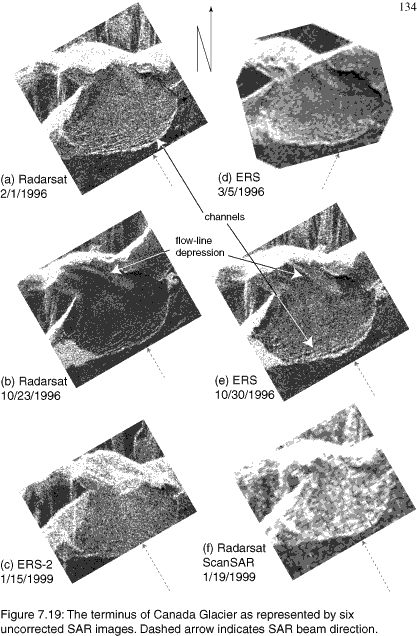 134
N
(a) Radarsat
2/1/1996
(d) ERS
3/5/1996
channels
flow-line
depression
(b) Radarsat
10/23/1996
(e) ERS
10/30/1996
(c) ERS-2
1/15/1999
(f) Radarsat
ScanSAR
1/19/1999
Figure 7.19: The terminus of Canada Glacier as represented by six
uncorrected SAR images. Dashed arrow indicates SAR beam direction.